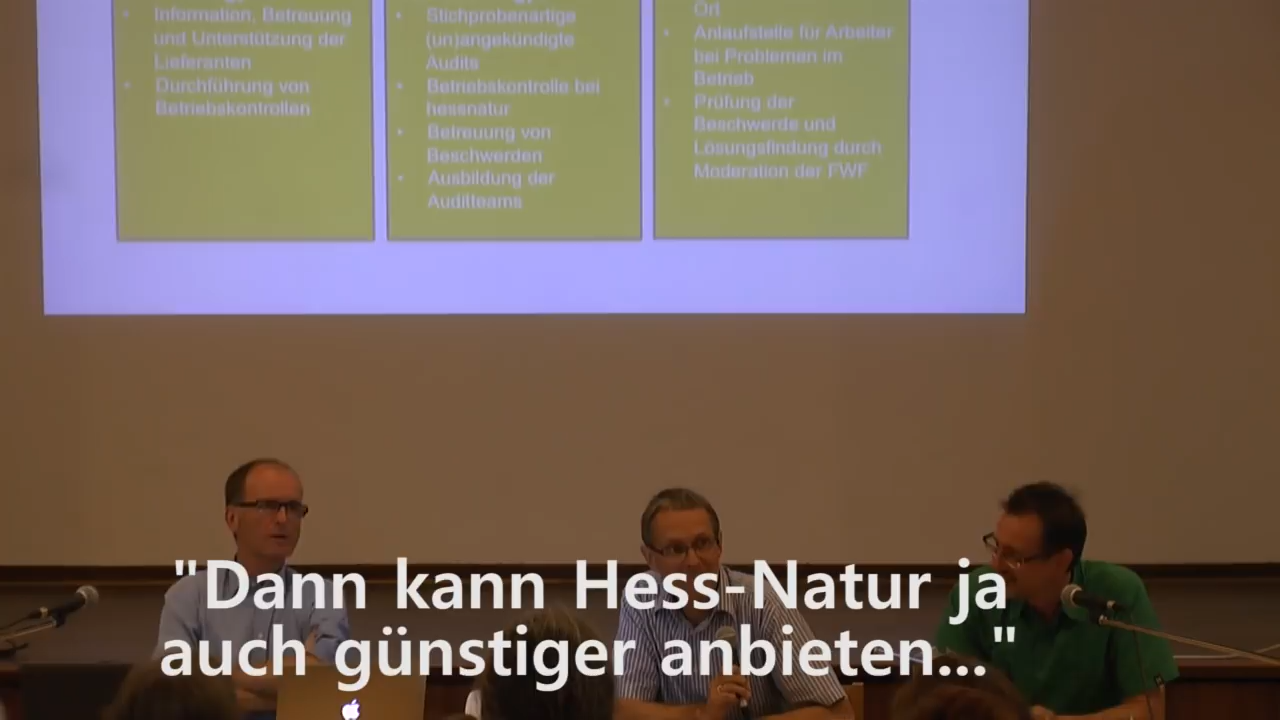 Information, Betreuung
und Unterstützung der
Lieferanten
Durchführung von
Betriebskontrollen
Stichprobenartige
(un)angekündigte
Audits
Betriebskontrolle bei
hessnatur
Betreuung von
Beschwerden
Ausbildung der
Auditteams
Ort
Anlaufstelle für Arbeiter
bei Problemen im
Betrieb
Prüfung der
Beschwerde und
Lösungsfindung durch
Moderation der FWF
"Dann kann Hess-Natur ja
auch günstiger anbieten..."